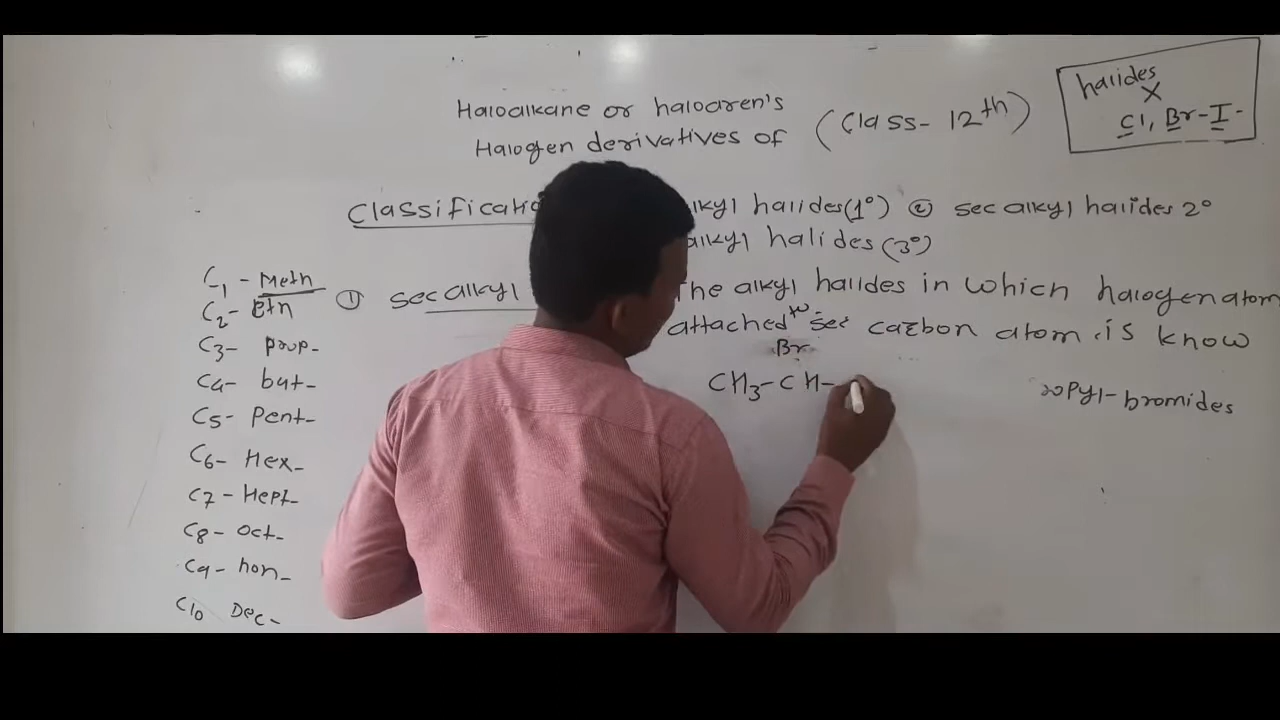 Haloalkane or haloaren's
Halogen derivatives of (Class- 12th)
halides
X
Cl, Br-I-
Classificatio lkyl halides(1°) ② sec alkyl halides 2°
alkyl halides (3°)
① sec alkyl The alkyl halides in which halogen atom
attached to sec carbon atom is know
Br
CH3-CH-
opyl-bromides
C1 - Meth
C2- Eth
C3- prop-
C4- but-
C5- Pent-
C6- Hex-
C7- Hept-
C8- Oct-
C9- non-
C10 Dec-